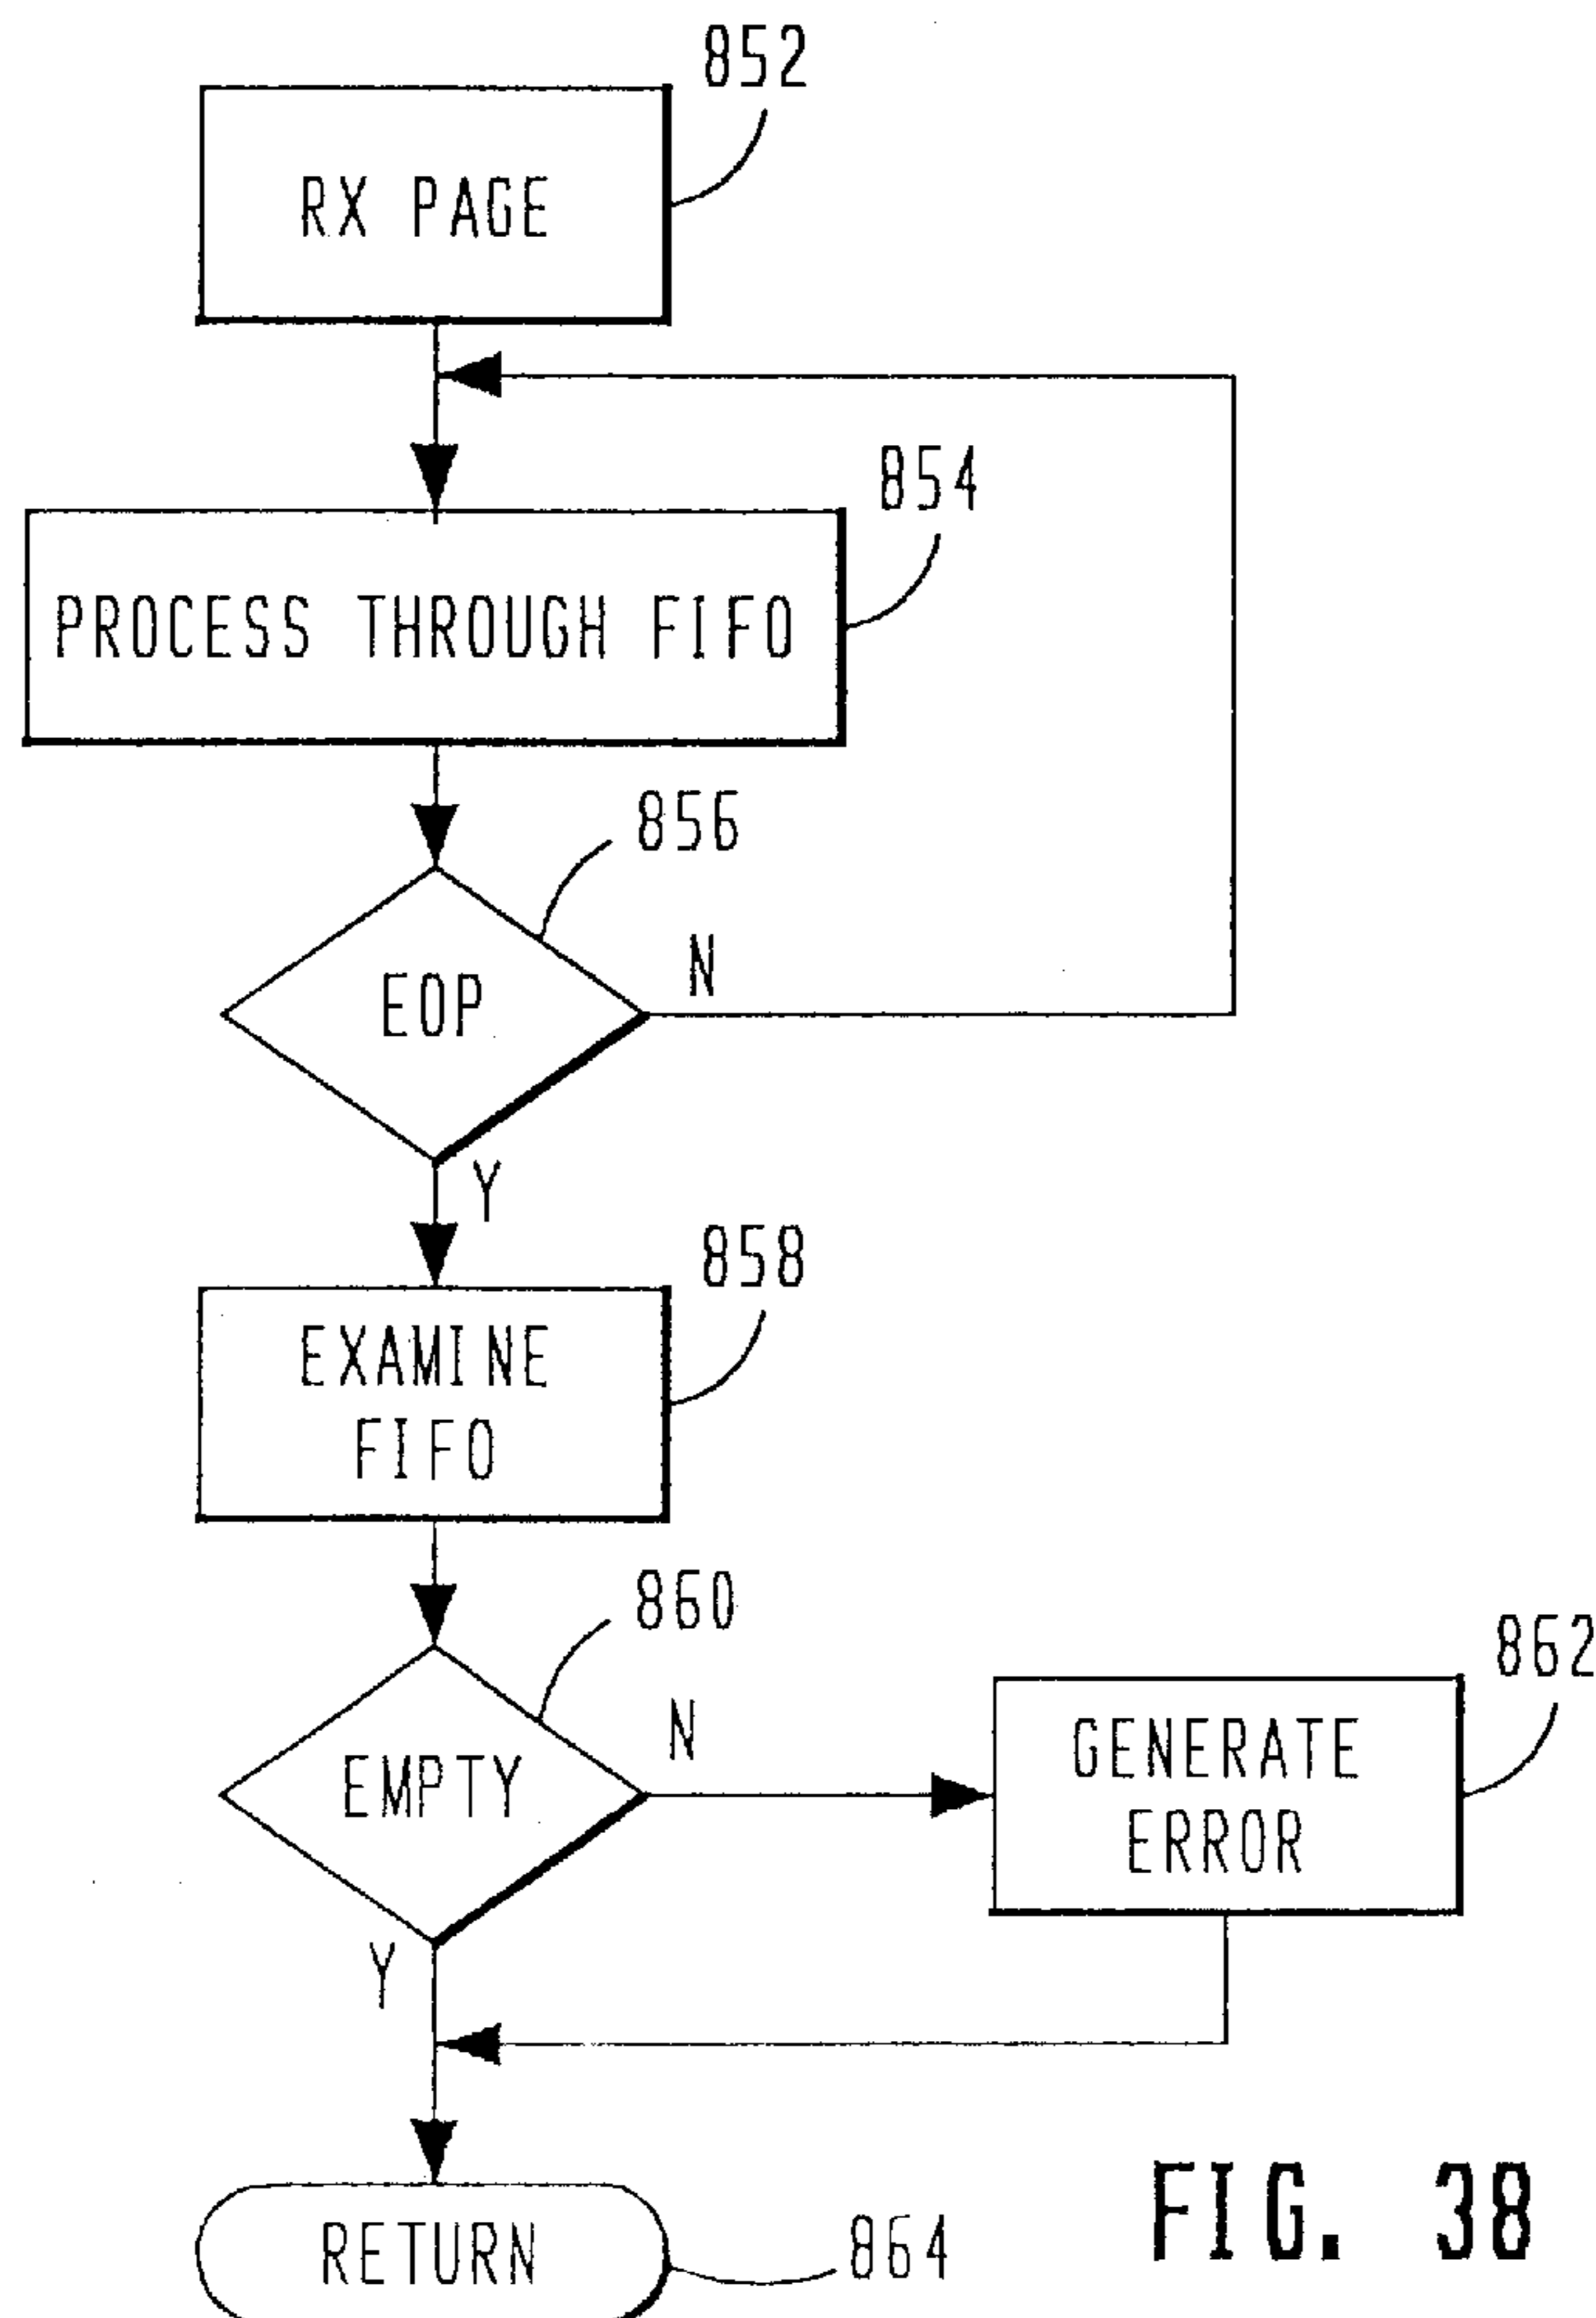 852
RX PAGE
854
PROCESS THROUGH FIFO
856
EOP
N
Y
858
EXAMINE
FIFO
860
EMPTY
N
Y
862
GENERATE
ERROR
RETURN
864
FIG. 38